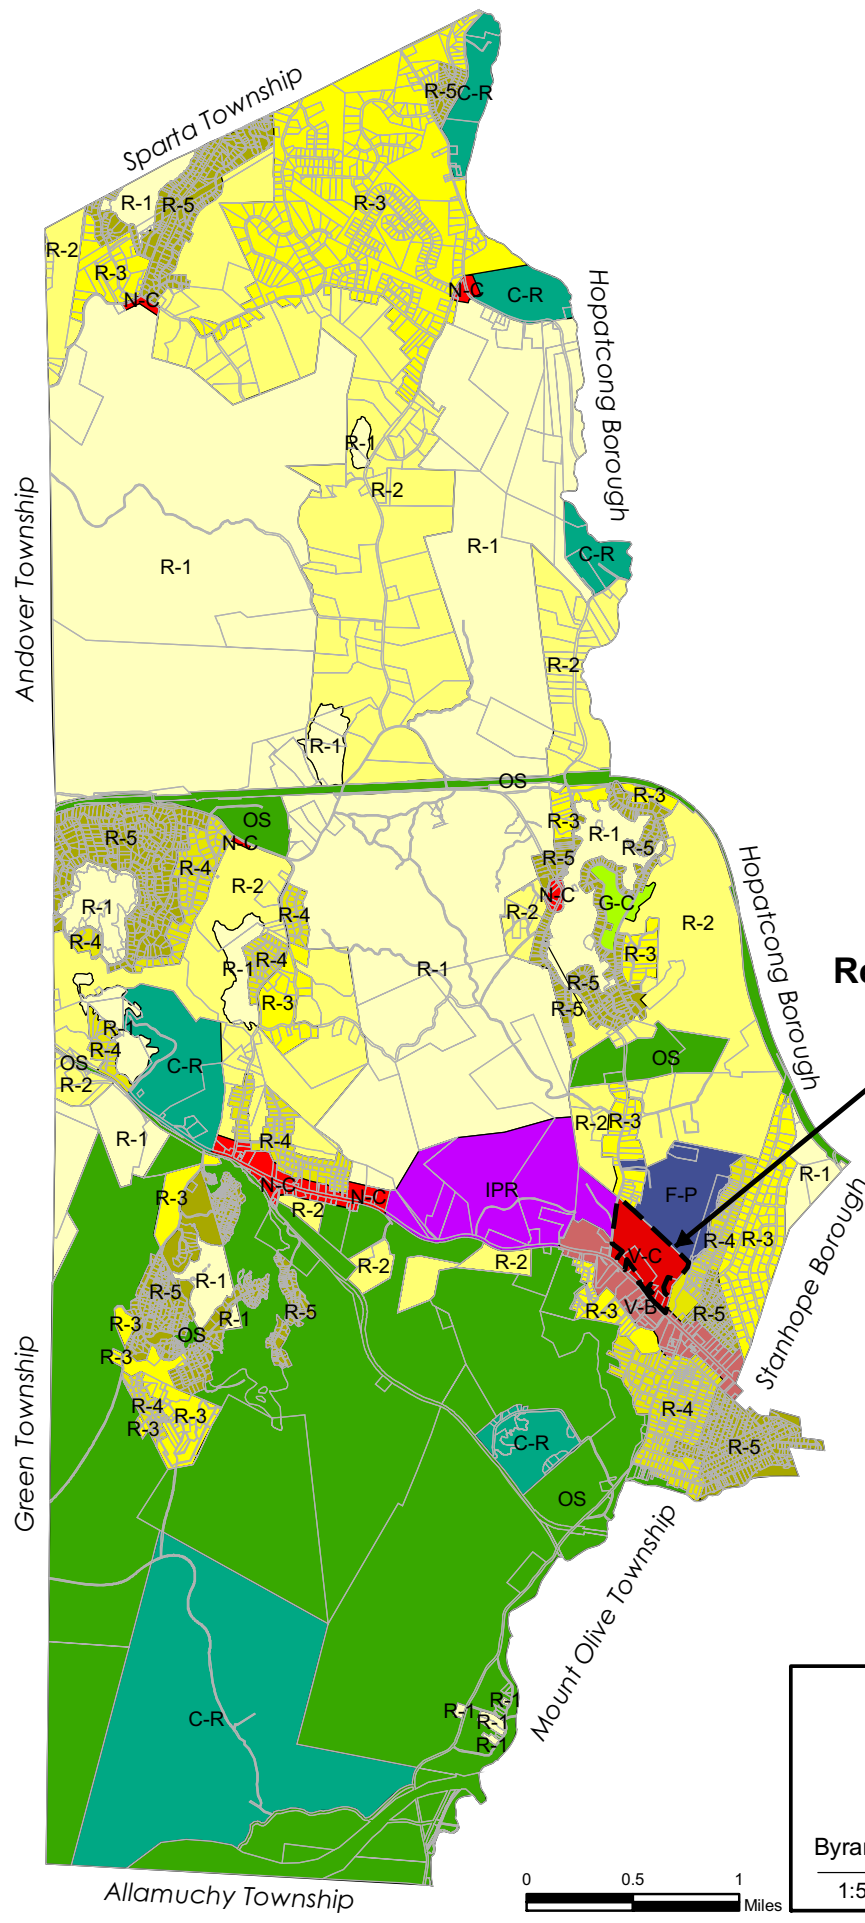 Sparta Township
R-5
C-R
R-1
R-5
R-3
R-2
R-3
N-C
N-C
C-R
Hopatcong Borough
R-1
R-2
Andover Township
R-1
R-1
C-R
R-2
R-1
OS
R-3
OS
R-3
R-5
N-C
R-1
R-5
R-4
R-5
Hopatcong Borough
R-2
N-C
G-C
R-1
R-4
R-2
R-2
R-4
R-3
R-1
R-4
R-1
R-5
R-3
R-5
R-1
R-4
C-R
OS
OS
R-2
R-2
R-3
R-1
R-4
R-1
N-C
N-C
IPR
F-P
R-3
R-2
R-4
R-3
V-C
R-2
R-2
R-1
R-5
R-5
R-1
R-3
V-B
R-5
Stanhope Borough
R-3
OS
R-3
R-4
R-3
R-3
R-4
R-5
Green Township
C-R
OS
Mount Olive Township
C-R
R-1
R-1
R-1
R-1
Allamuchy Township
0 0.5 1
Miles
1:5